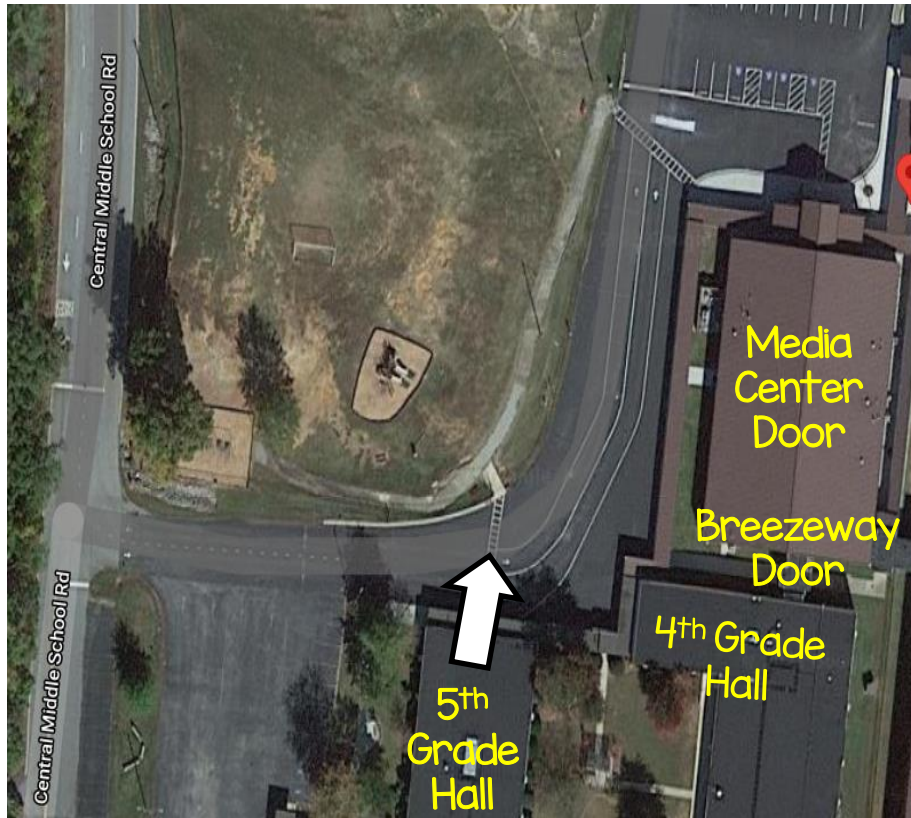 Central Middle School Rd
Media
Center
Door
Breezeway
Door
4th Grade
Hall
Central Middle School Rd
5th
Grade
Hall